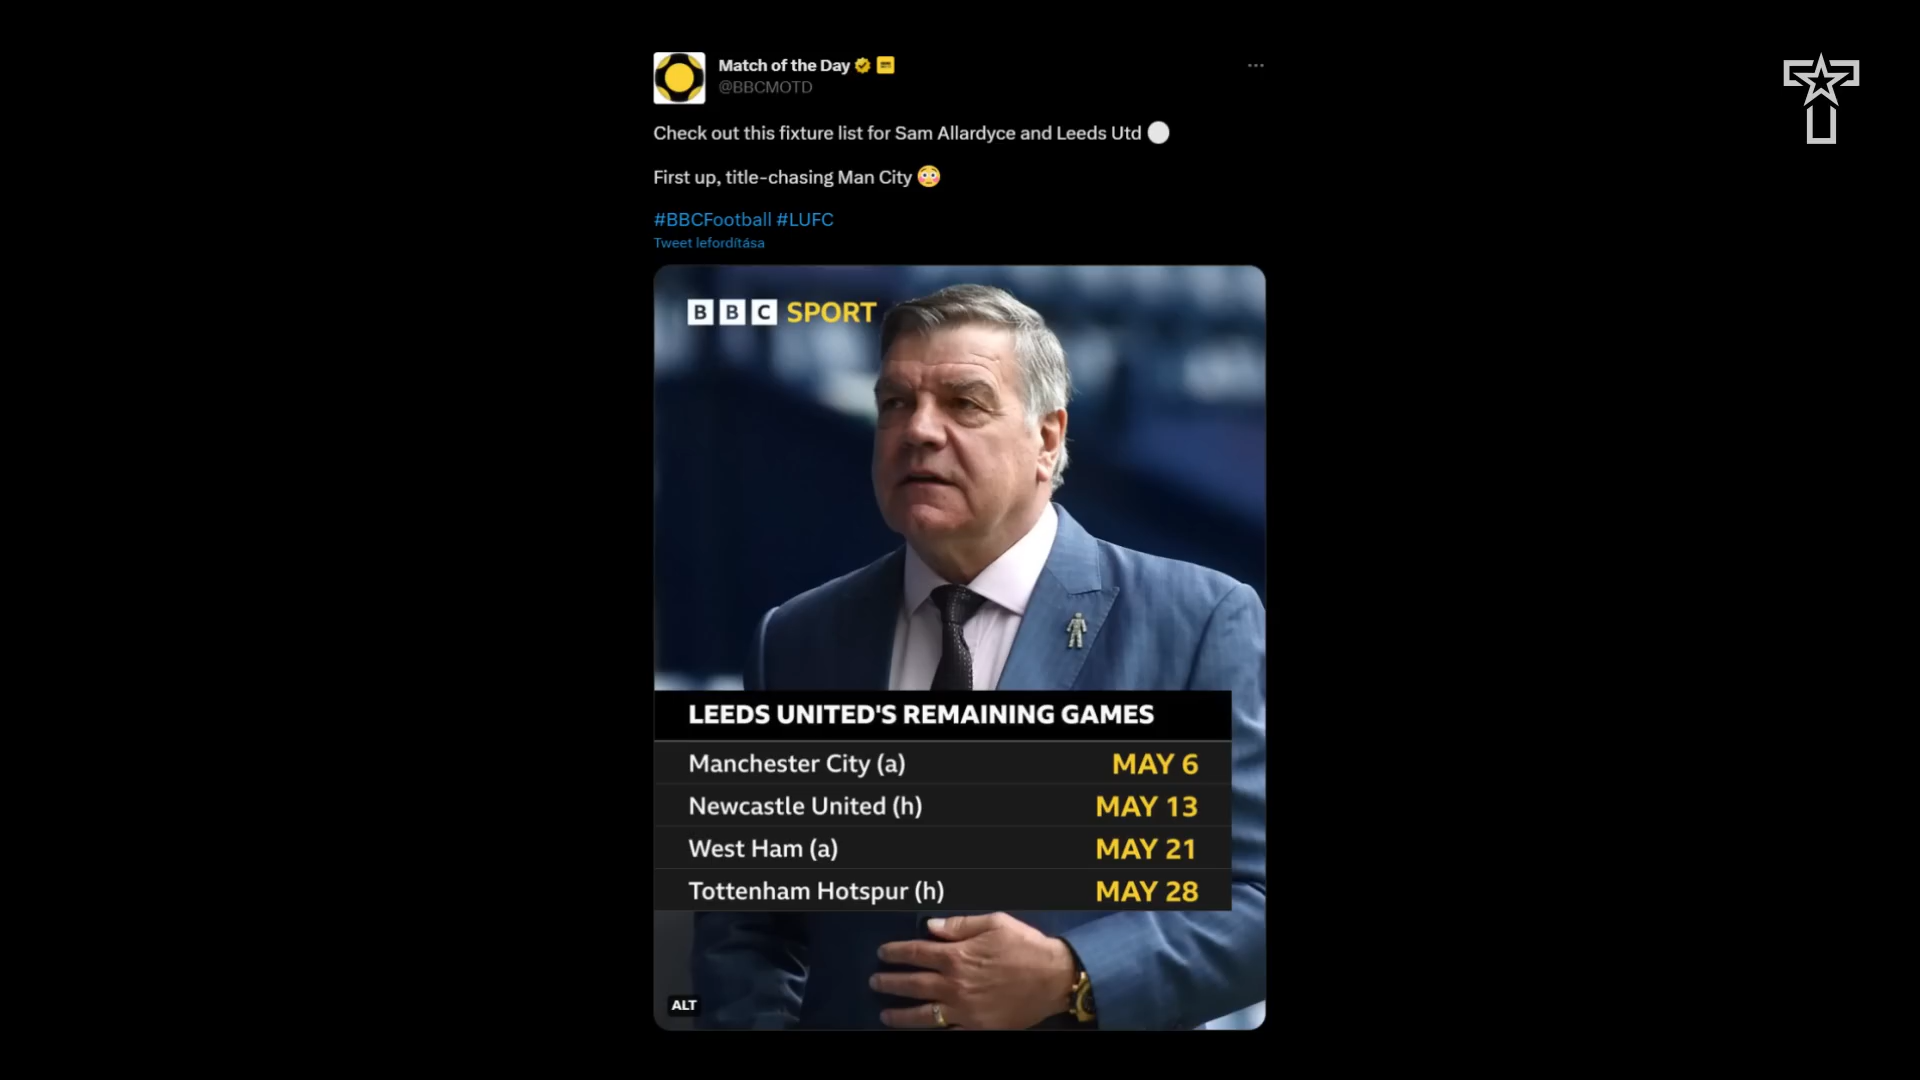 Match of the Day
@BBCMOTD
Check out this fixture list for Sam Allardyce and Leeds Utd
First up, title-chasing Man City
#BBCFootball #LUFC
Tweet lefordítása
BBC SPORT
LEEDS UNITED'S REMAINING GAMES
Manchester City (a) MAY 6
Newcastle United (h) MAY 13
West Ham (a) MAY 21
Tottenham Hotspur (h) MAY 28
ALT